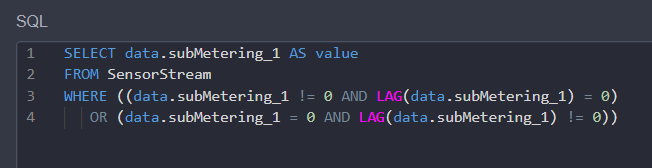 SQL
1 SELECT data.subMetering_1 AS value
2 FROM SensorStream
3 WHERE ((data.subMetering_1 != 0 AND LAG(data.subMetering_1) = 0)
4 OR (data.subMetering_1 = 0 AND LAG(data.subMetering_1) != 0))